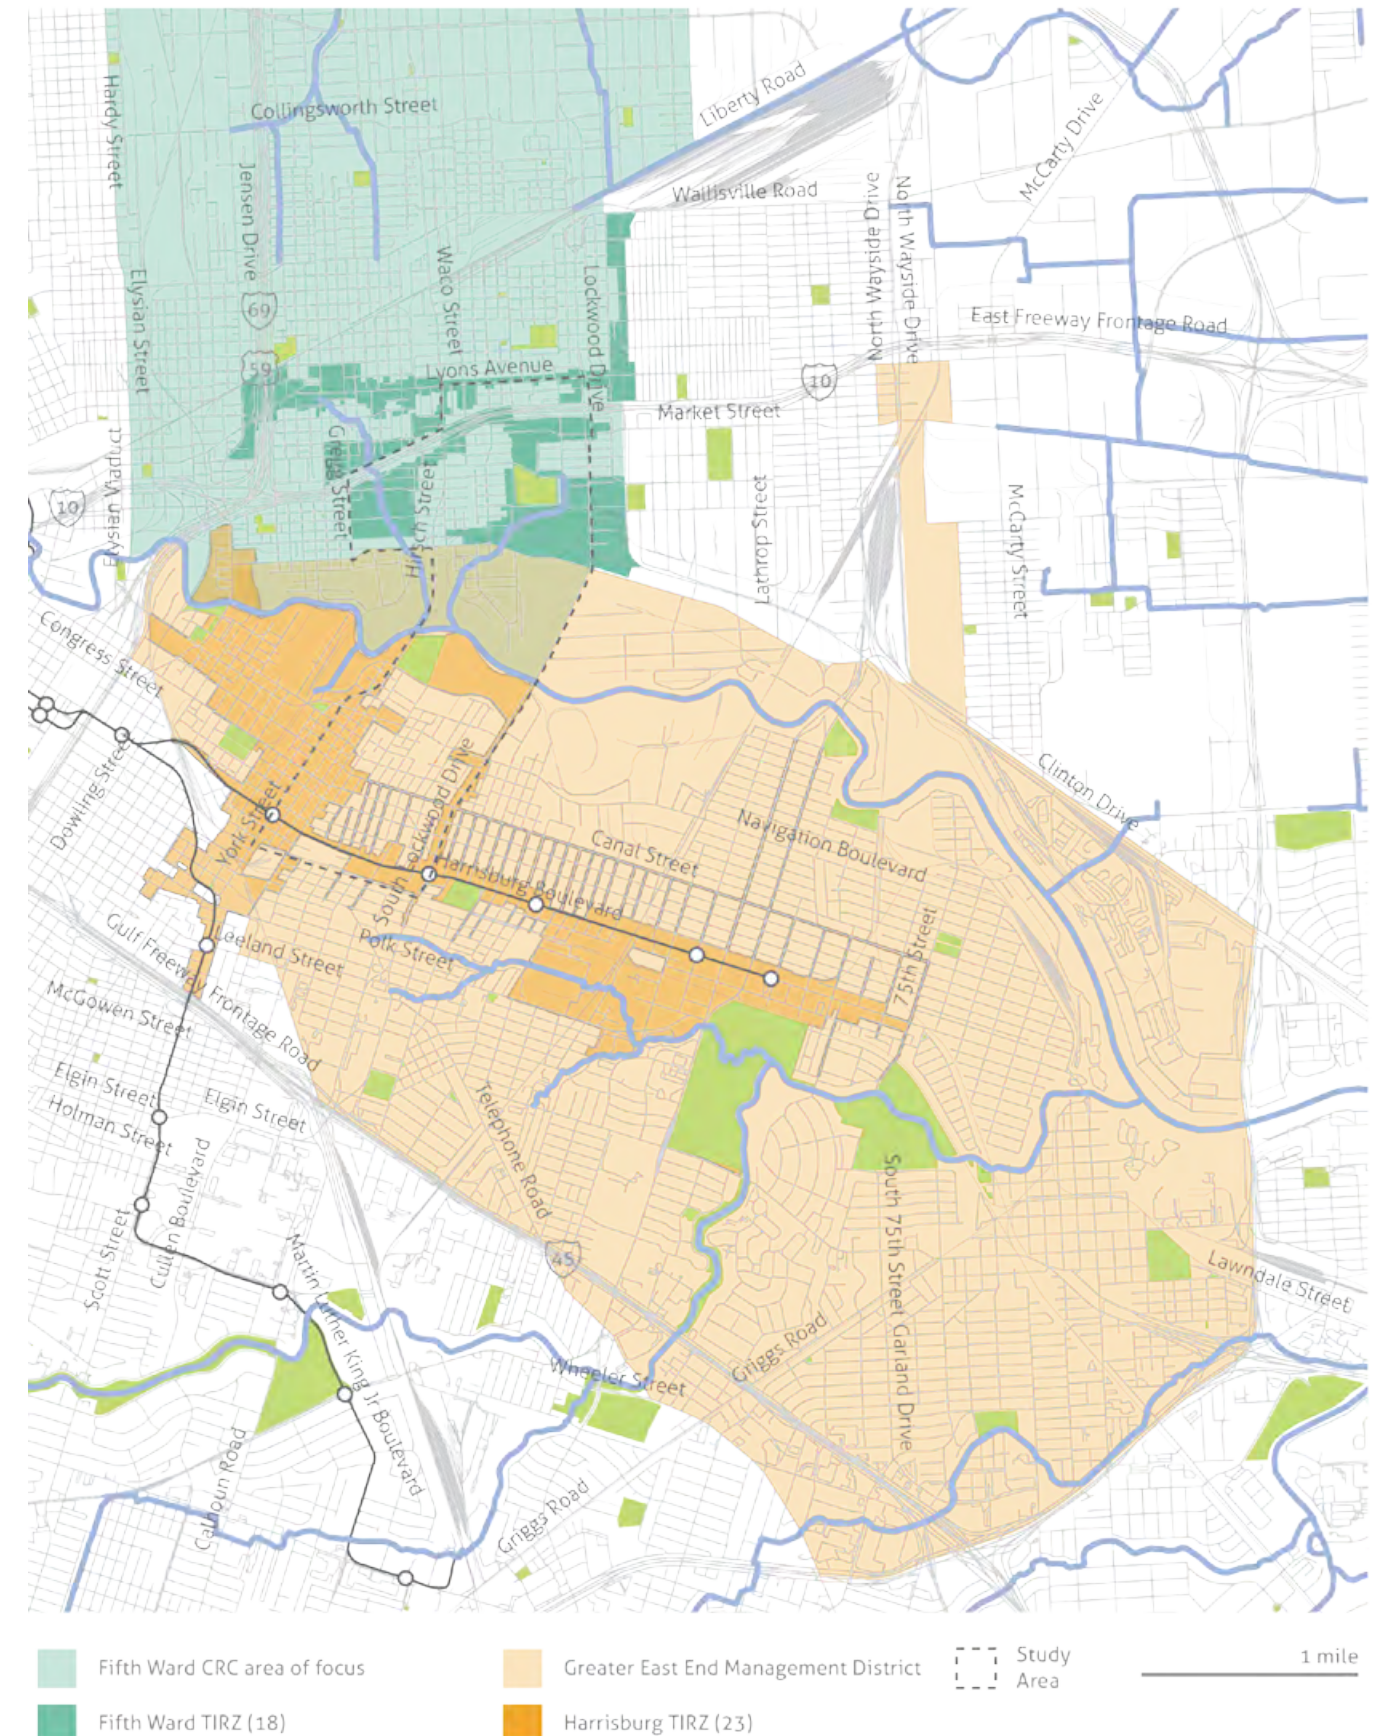 Liberty Road
Collingsworth Street
Hardy Street
McCarty Drive
Jensen Drive
Wallisville Road
North Wayside Drive
North Wayside Drive
Elysian Street
Waco Street
Lockwood Drive
69
East Freeway Frontage Road
59
Lyons Avenue
10
Market Street
Gregg Street
Elysian Viaduct
Hirsch Street
10
Lathrop Street
McCarty Street
Congress Street
Dowling Street
York Street
South Lockwood Drive
Clinton Drive
Canal Street
Navigation Boulevard
Harrisburg Boulevard
Polk Street
Leeland Street
75th Street
Gulf Freeway Frontage Road
McGowen Street
Elgin Street
Elgin Street
Holman Street
Telephone Road
Cullen Boulevard
Scott Street
South 75th Street Garland Drive
45
Lawndale Street
Martin Luther King Jr Boulevard
Wheeler Street
Griggs Road
Calhoun Road
Griggs Road
Fifth Ward CRC area of focus
Greater East End Management District
Study
Area
1 mile
Fifth Ward TIRZ (18)
Harrisburg TIRZ (23)